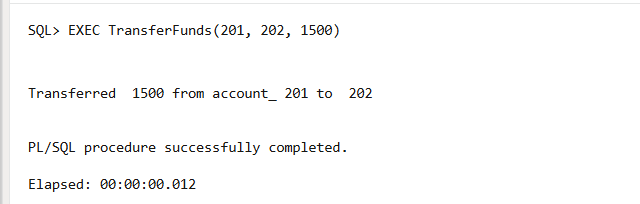 SQL> EXEC TransferFunds(201, 202, 1500)
Transferred  1500 from account_ 201 to  202
PL/SQL procedure successfully completed.
Elapsed: 00:00:00.012